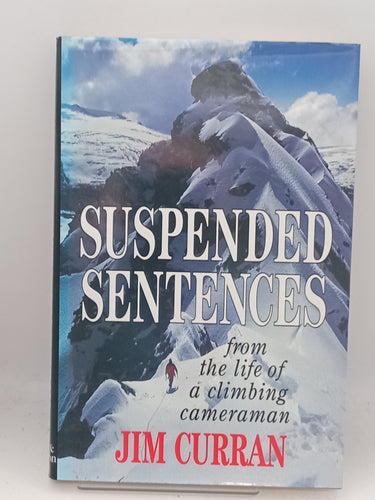 SUSPENDED
SENTENCES
from
the life of
a climbing
cameraman
JIM CURRAN